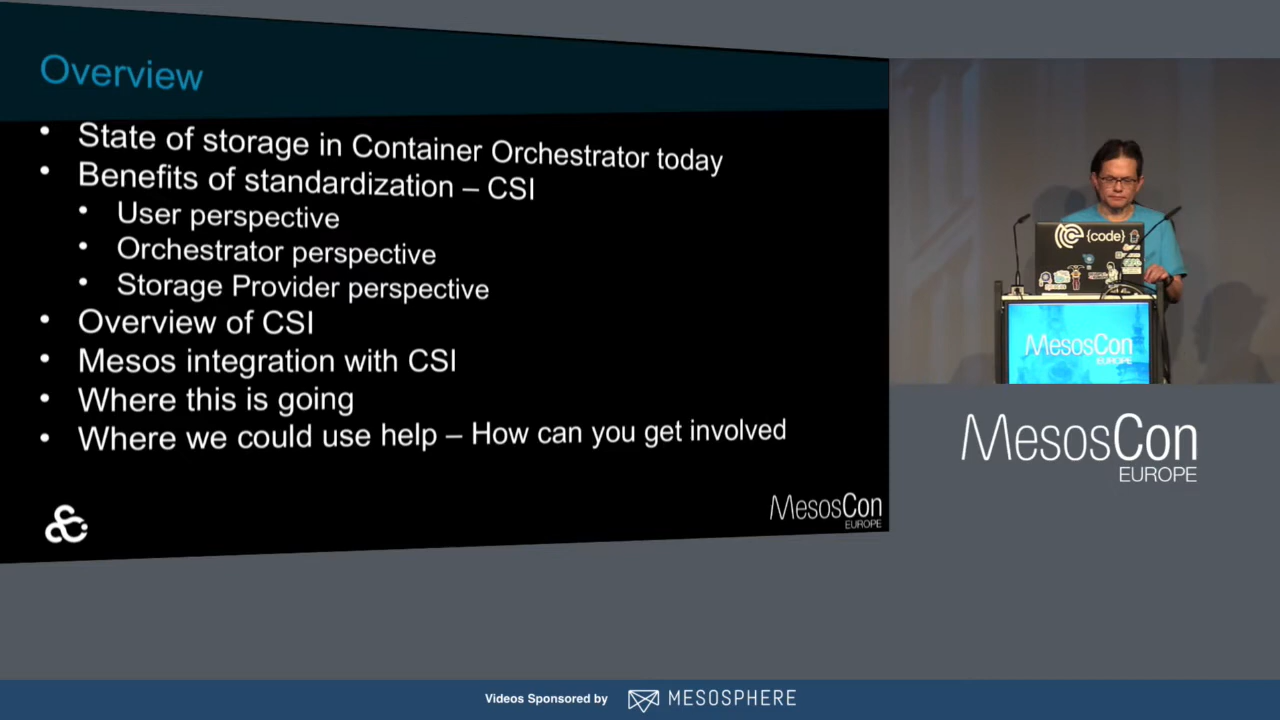 Overview
• State of storage in Container Orchestrator today
• Benefits of standardization – CSI
• User perspective
• Orchestrator perspective
• Storage Provider perspective
• Overview of CSI
• Mesos integration with CSI
• Where this is going
• Where we could use help – How can you get involved
MesosCon
EUROPE
{code}
MesosCon
EUROPE
MesosCon
EUROPE
Videos Sponsored by MESOSPHERE